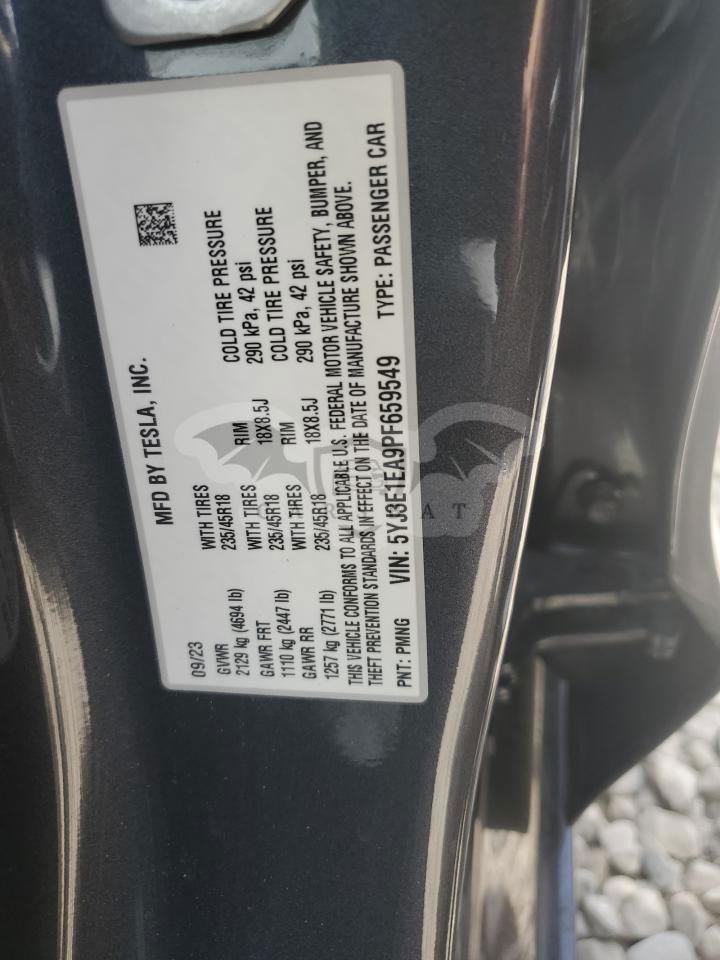 MFD BY TESLA, INC.
09/23
GVWR WITH TIRES RIM COLD TIRE PRESSURE
2129 kg (4694 lb) 235/45R18 18X8.5J 290 kPa, 42 psi
GAWR FRT WITH TIRES RIM COLD TIRE PRESSURE
1110 kg (2447 lb) 235/45R18 18X8.5J 290 kPa, 42 psi
GAWR RR WITH TIRES
1257 kg (2771 lb) 235/45R18
THIS VEHICLE CONFORMS TO ALL APPLICABLE U.S. FEDERAL MOTOR VEHICLE SAFETY, BUMPER, AND
THEFT PREVENTION STANDARDS IN EFFECT ON THE DATE OF MANUFACTURE SHOWN ABOVE.
PNT: PMNG VIN: 5YJ3E1EA9PF659549 TYPE: PASSENGER CAR